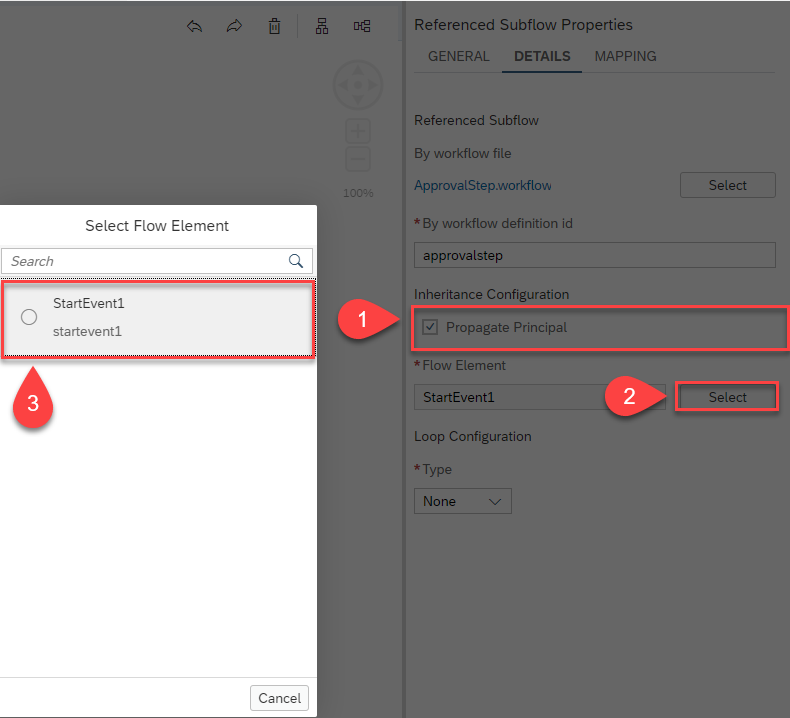 Referenced Subflow Properties
GENERAL DETAILS MAPPING
Referenced Subflow
By workflow file
ApprovalStep.workflow Select
100%
*By workflow definition id
approvalstep
Inheritance Configuration
1
Propagate Principal
*Flow Element
StartEvent1 2 Select
Loop Configuration
*Type
None
Select Flow Element
Search
StartEvent1
startevent1
3
Cancel